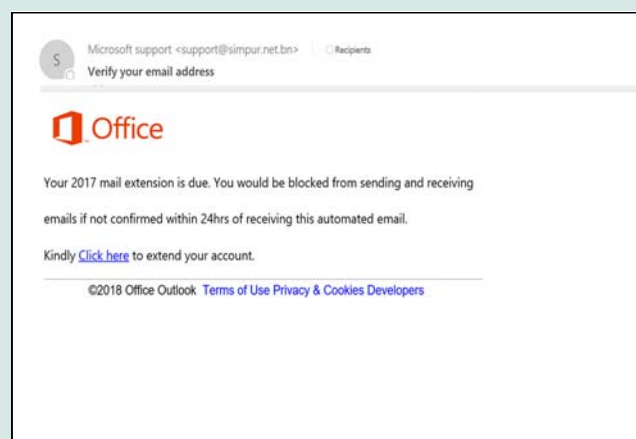 S
Microsoft support <support@simpur.net.bn> Recipients
Verify your email address
Office
Your 2017 mail extension is due. You would be blocked from sending and receiving
emails if not confirmed within 24hrs of receiving this automated email.
Kindly Click here to extend your account.
©2018 Office Outlook Terms of Use Privacy & Cookies Developers